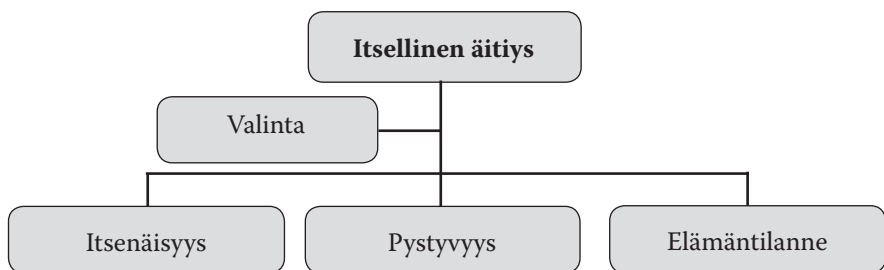 Itsellinen äitiys
Valinta
Itsenäisyys
Pystyvyys
Elämäntilanne